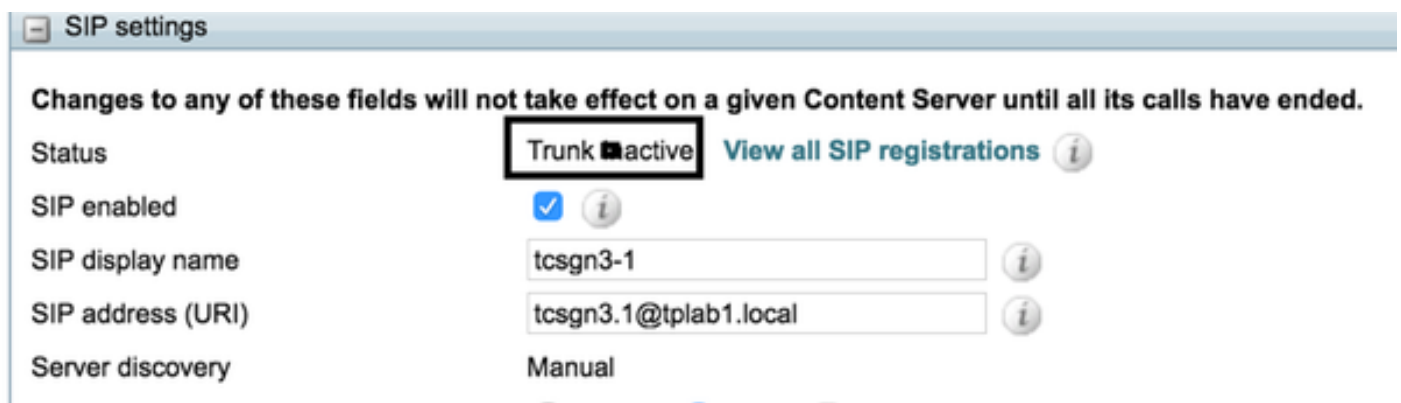 SIP settings
Changes to any of these fields will not take effect on a given Content Server until all its calls have ended.
Status Trunk active View all SIP registrations i
SIP enabled i
SIP display name tcsgn3-1 i
SIP address (URI) tcsgn3.1@tplab1.local i
Server discovery Manual